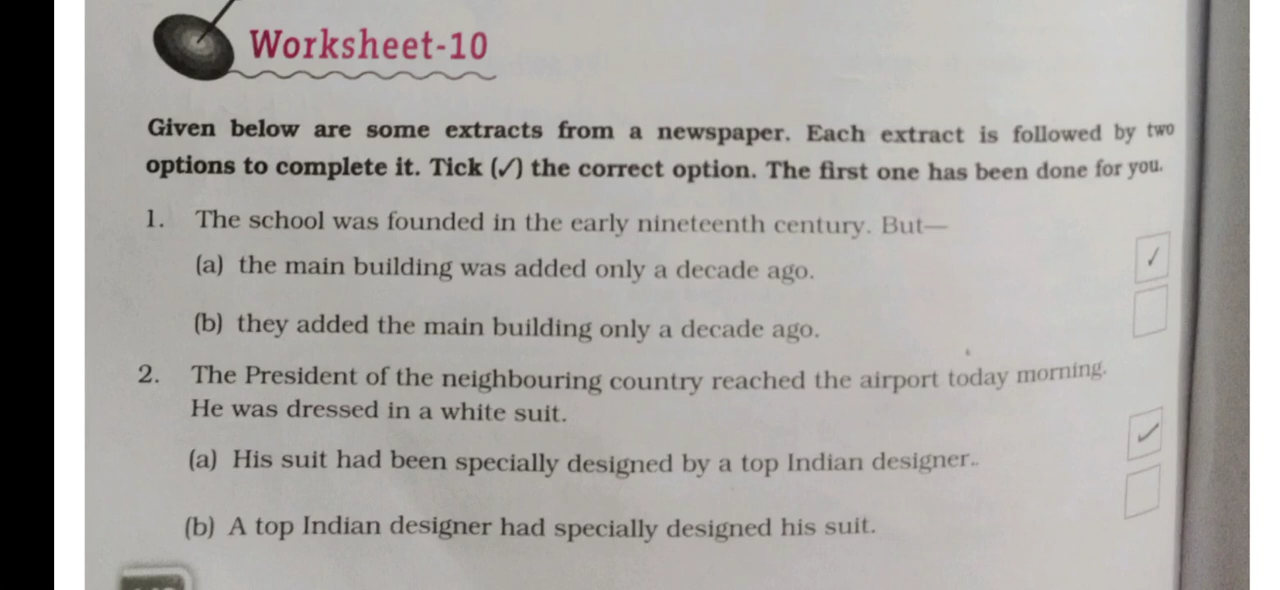 Worksheet-10
Given below are some extracts from a newspaper. Each extract is followed by two
options to complete it. Tick (✓) the correct option. The first one has been done for you.
1. The school was founded in the early nineteenth century. But—
(a) the main building was added only a decade ago. ✓
(b) they added the main building only a decade ago.
2. The President of the neighbouring country reached the airport today morning.
He was dressed in a white suit.
(a) His suit had been specially designed by a top Indian designer.. ✓
(b) A top Indian designer had specially designed his suit.